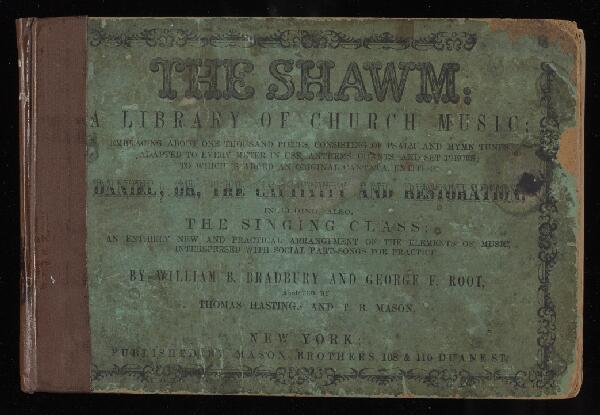 THE SHAWM:
A LIBRARY OF CHURCH MUSIC;
EMBRACING ABOUT ONE THOUSAND PIECES, CONSISTING OF PSALM AND HYMN TUNES
ADAPTED TO EVERY METER IN USE, ANTHEMS, CHANTS, AND SET PIECES;
TO WHICH IS ADDED AN ORIGINAL CANTATA, ENTITLED
DANIEL; OR, THE CAPTIVITY AND RESTORATION.
INCLUDING ALSO,
THE SINGING CLASS;
AN ENTIRELY NEW AND PRACTICAL ARRANGEMENT OF THE ELEMENTS OF MUSIC,
INTERSPERSED WITH SOCIAL PART-SONGS FOR PRACTICE
BY WILLIAM B. BRADBURY AND GEORGE F. ROOT,
ASSISTED BY
THOMAS HASTINGS AND T. B. MASON.
NEW YORK:
PUBLISHED BY MASON BROTHERS, 108 & 110 DUANE ST.